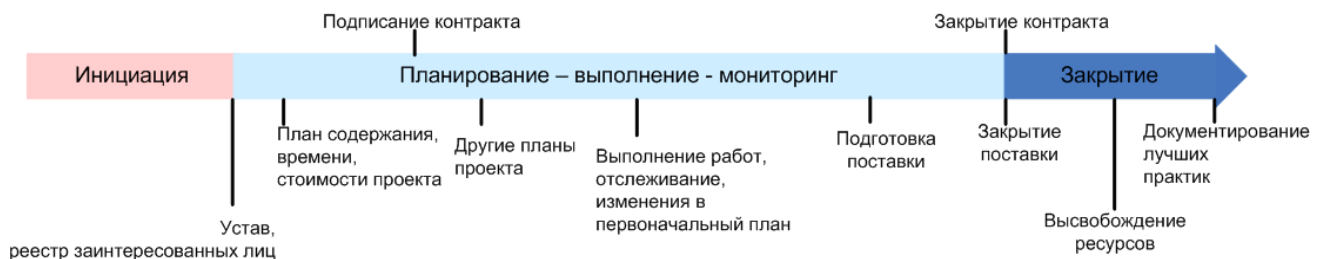 Подписание контракта
Закрытие контракта
Инициация
Планирование – выполнение - мониторинг
Закрытие
План содержания,
времени,
стоимости проекта
Другие планы
проекта
Выполнение работ,
отслеживание,
изменения в
первоначальный план
Подготовка
поставки
Закрытие
поставки
Документирование
лучших
практик
Устав,
реестр заинтересованных лиц
Высвобождение
ресурсов